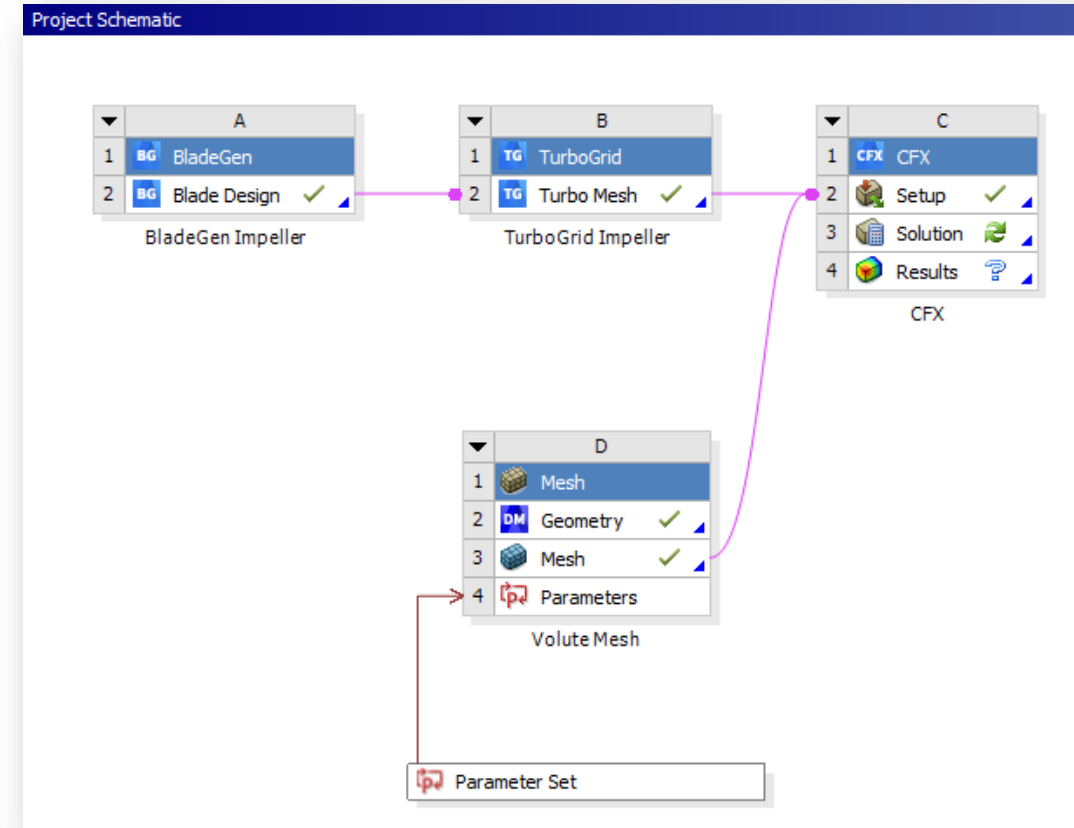 Project Schematic
A
1 BG BladeGen
2 BG Blade Design
BladeGen Impeller
B
1 TG TurboGrid
2 TG Turbo Mesh
TurboGrid Impeller
C
1 CFX CFX
2 Setup
3 Solution
4 Results ?
CFX
D
1 Mesh
2 DM Geometry
3 Mesh
4 p Parameters
Volute Mesh
p Parameter Set